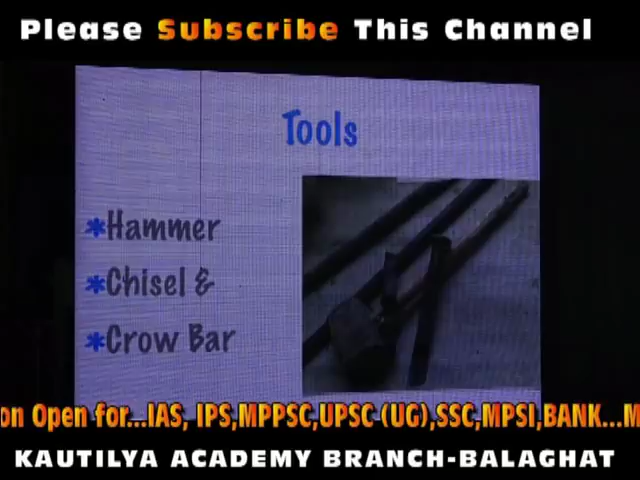 Please Subscribe This Channel
Tools
*Hammer
*Chisel &
*Crow Bar
on Open for...IAS, IPS,MPPSC,UPSC-(UG),SSC,MPSI,BANK...M
KAUTILYA ACADEMY BRANCH-BALAGHAT